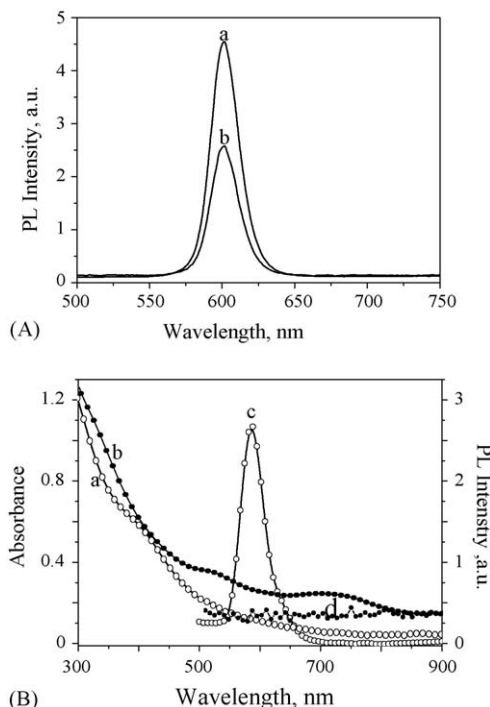 5
4
3
2
1
0
500 550 600 650 700 750
PL Intensity, a.u.
a
b
Wavelength, nm
(A)
1.2
0.8
0.4
0
3
2
1
0
300 500 700 900
Absorbance
PL Intenstiy ,a.u.
a
b
c
d
Wavelength, nm
(B)